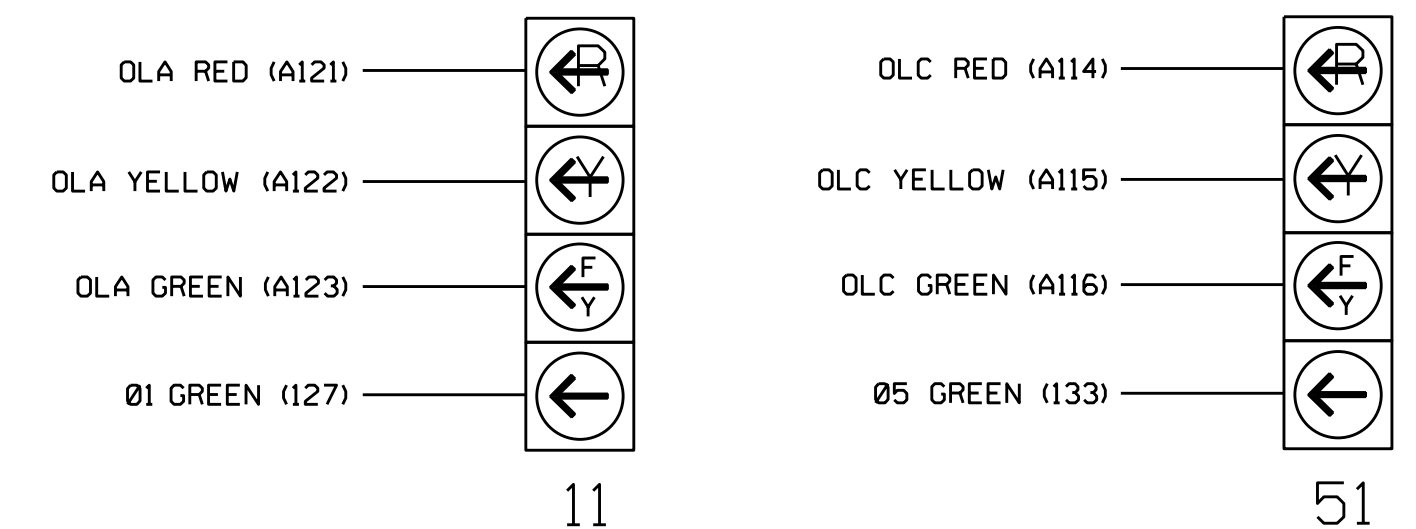 OLA RED (A121)
R
OLA YELLOW (A122)
Y
OLA GREEN (A123)
F
Y
Ø1 GREEN (127)
11
OLC RED (A114)
R
OLC YELLOW (A115)
Y
OLC GREEN (A116)
F
Y
Ø5 GREEN (133)
51